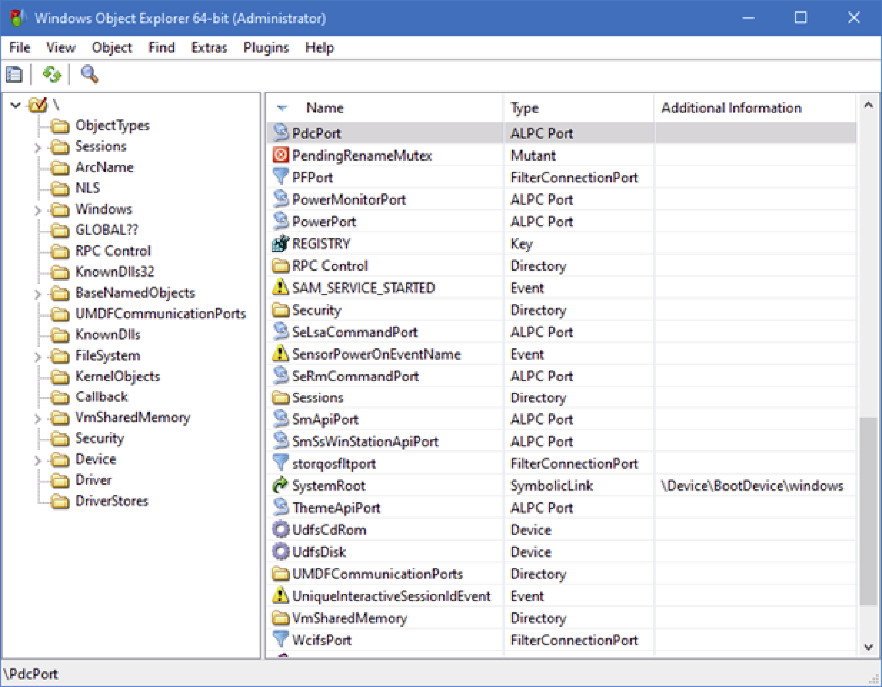 Windows Object Explorer 64-bit (Administrator)
File View Object Find Extras Plugins Help
\
ObjectTypes
Sessions
ArcName
NLS
Windows
GLOBAL??
RPC Control
KnownDlls32
BaseNamedObjects
UMDFCommunicationPorts
KnownDlls
FileSystem
KernelObjects
Callback
VmSharedMemory
Security
Device
Driver
DriverStores
Name Type Additional Information
PdcPort ALPC Port
PendingRenameMutex Mutant
PFPort FilterConnectionPort
PowerMonitorPort ALPC Port
PowerPort ALPC Port
REGISTRY Key
RPC Control Directory
SAM_SERVICE_STARTED Event
Security Directory
SeLsaCommandPort ALPC Port
SensorPowerOnEventName Event
SeRmCommandPort ALPC Port
Sessions Directory
SmApiPort ALPC Port
SmSsWinStationApiPort ALPC Port
storqosfltport FilterConnectionPort
SystemRoot SymbolicLink \Device\BootDevice\windows
ThemeApiPort ALPC Port
UdfsCdRom Device
UdfsDisk Device
UMDFCommunicationPorts Directory
UniqueInteractiveSessionIdEvent Event
VmSharedMemory Directory
WcifsPort FilterConnectionPort
\PdcPort